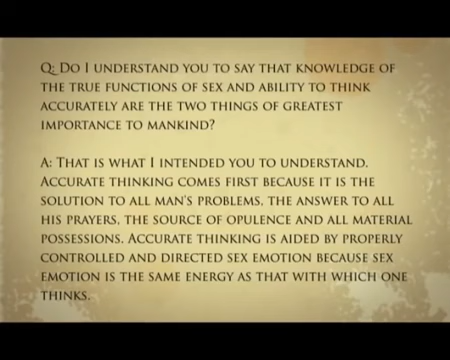 Q: Do I understand you to say that knowledge of
the true functions of sex and ability to think
accurately are the two things of greatest
importance to mankind?
A: That is what I intended you to understand.
Accurate thinking comes first because it is the
solution to all man's problems, the answer to all
his prayers, the source of opulence and all material
possessions. Accurate thinking is aided by properly
controlled and directed sex emotion because sex
emotion is the same energy as that with which one
thinks.